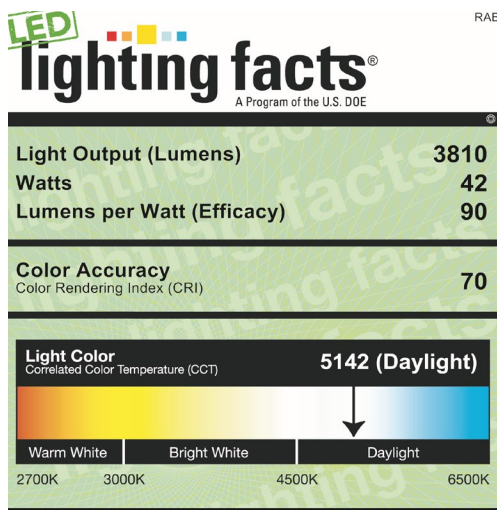 RAB
LED
lighting facts®
A Program of the U.S. DOE
©
Light Output (Lumens) 3810
Watts 42
Lumens per Watt (Efficacy) 90
Color Accuracy
Color Rendering Index (CRI) 70
Light Color
Correlated Color Temperature (CCT) 5142 (Daylight)
Warm White Bright White Daylight
2700K 3000K 4500K 6500K